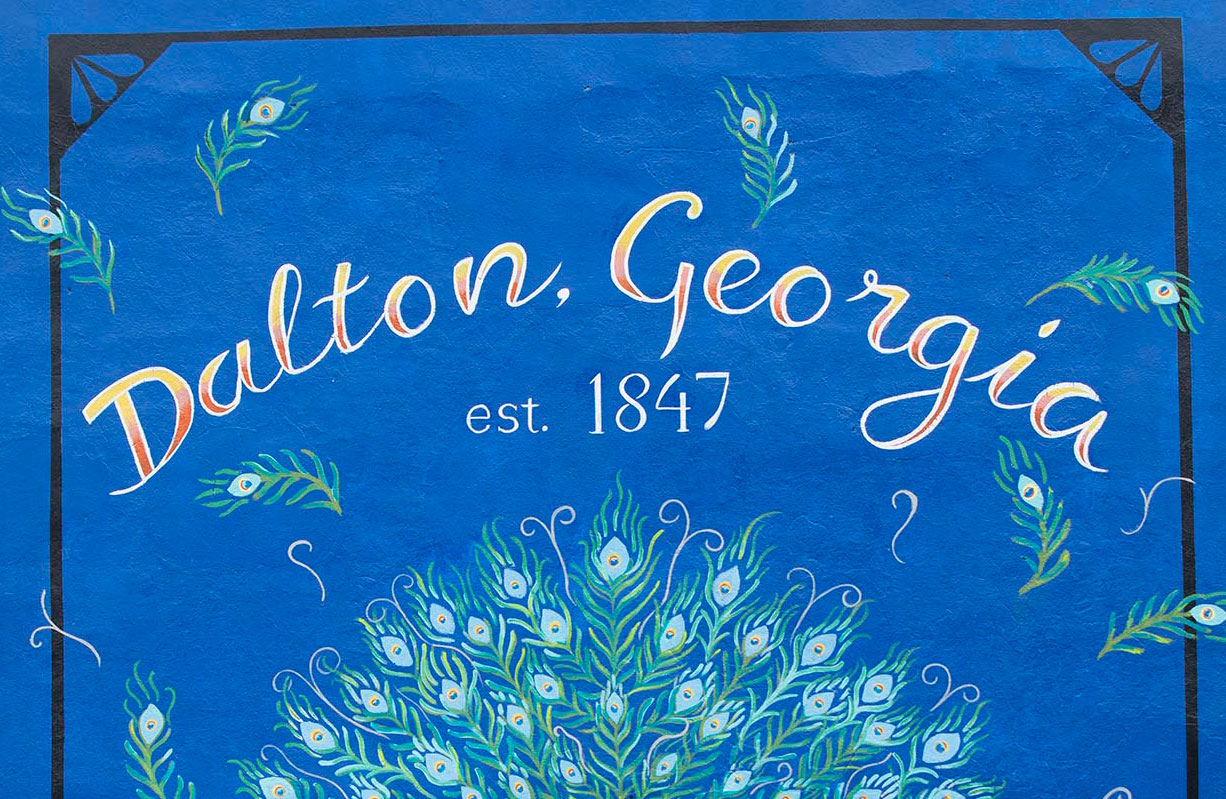 Dalton, Georgia
est. 1847